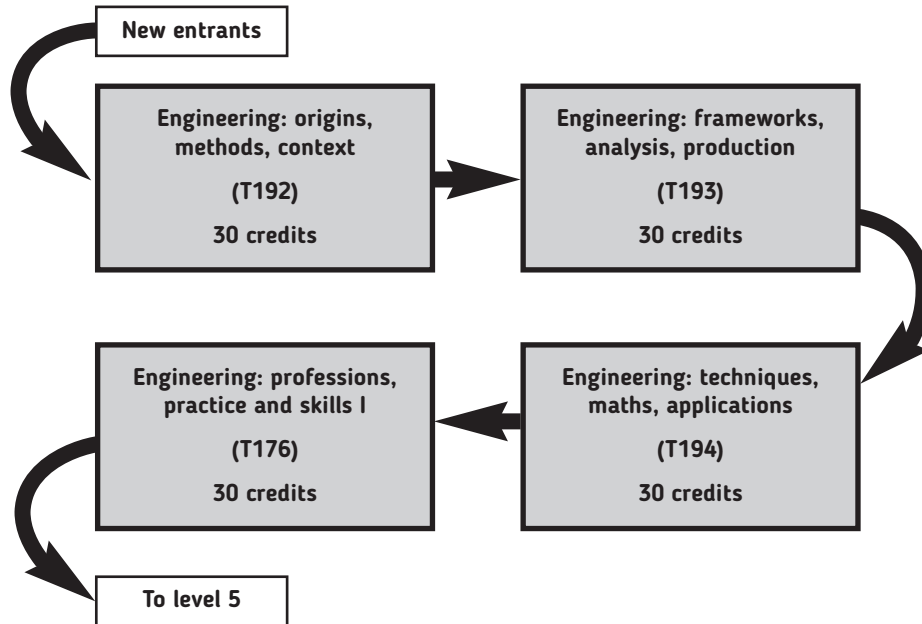 New entrants
Engineering: origins,
methods, context
(T192)
30 credits
Engineering: frameworks,
analysis, production
(T193)
30 credits
Engineering: techniques,
maths, applications
(T194)
30 credits
Engineering: professions,
practice and skills I
(T176)
30 credits
To level 5